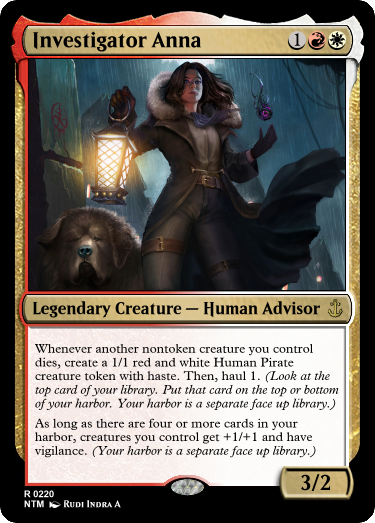 Investigator Anna 1
Legendary Creature — Human Advisor
Whenever another nontoken creature you control
dies, create a 1/1 red and white Human Pirate
creature token with haste. Then, haul 1. (Look at the
top card of your library. Put that card on the top or bottom
of your harbor. Your harbor is a separate face up library.)
As long as there are four or more cards in your
harbor, creatures you control get +1/+1 and have
vigilance. (Your harbor is a separate face up library.)
3/2
R 0220
NTM Rudi Indra A